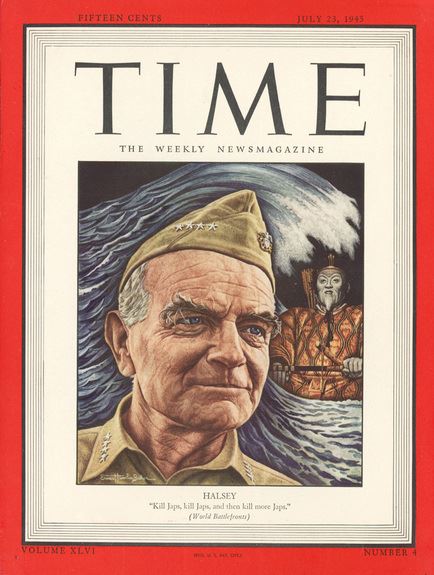 FIFTEEN CENTS JULY 23, 1945
TIME
THE WEEKLY NEWSMAGAZINE
HALSEY
"Kill Japs, kill Japs, and then kill more Japs."
(World Battlefronts)
VOLUME XLVI NUMBER 4